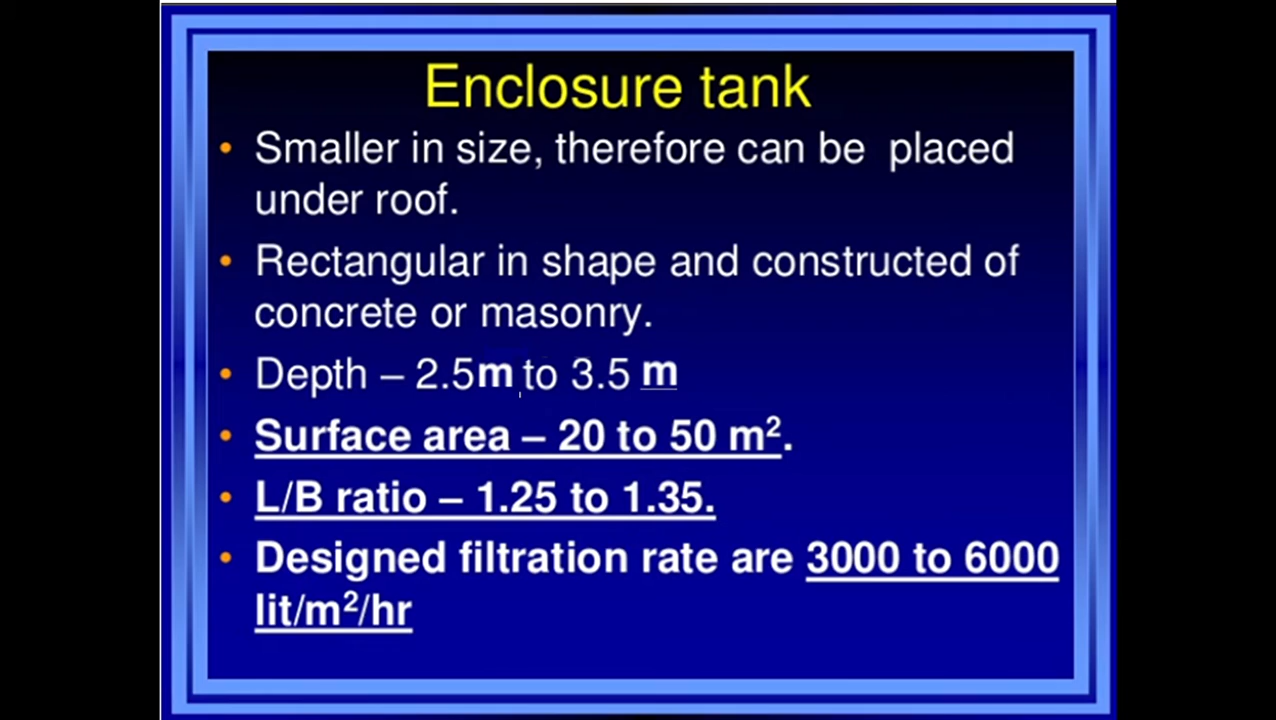 Enclosure tank
• Smaller in size, therefore can be placed
under roof.
• Rectangular in shape and constructed of
concrete or masonry.
• Depth – 2.5m to 3.5 m
• Surface area – 20 to 50 m².
• L/B ratio – 1.25 to 1.35.
• Designed filtration rate are 3000 to 6000
lit/m²/hr